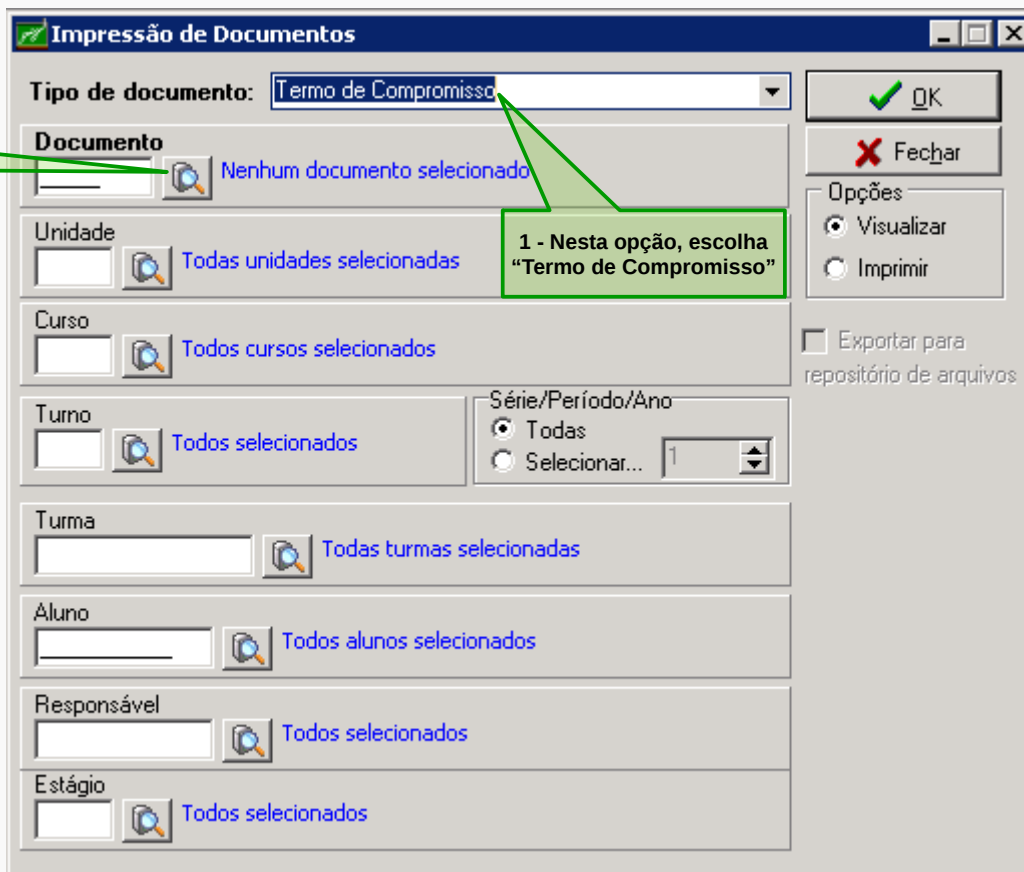 Impressão de Documentos
Tipo de documento: Termo de Compromisso
OK
Documento
Nenhum documento selecionado
Fechar
1 - Nesta opção, escolha
“Termo de Compromisso”
Opções
Visualizar
Imprimir
Unidade
Todas unidades selecionadas
Curso
Todos cursos selecionados
Exportar para
repositório de arquivos
Turno
Todos selecionados
Série/Período/Ano
Todas
Selecionar... 1
Turma
Todas turmas selecionadas
Aluno
Todos alunos selecionados
Responsável
Todos selecionados
Estágio
Todos selecionados